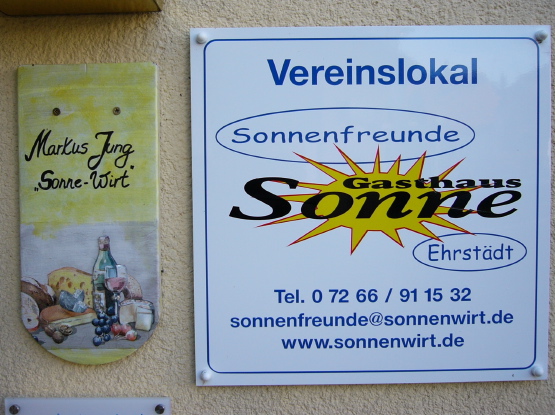 Markus Jung
"Sonne-Wirt"
Vereinslokal
Sonnenfreunde
Gasthaus
Sonne
Ehrstädt
Tel. 0 72 66 / 91 15 32
sonnenfreunde@sonnenwirt.de
www.sonnenwirt.de